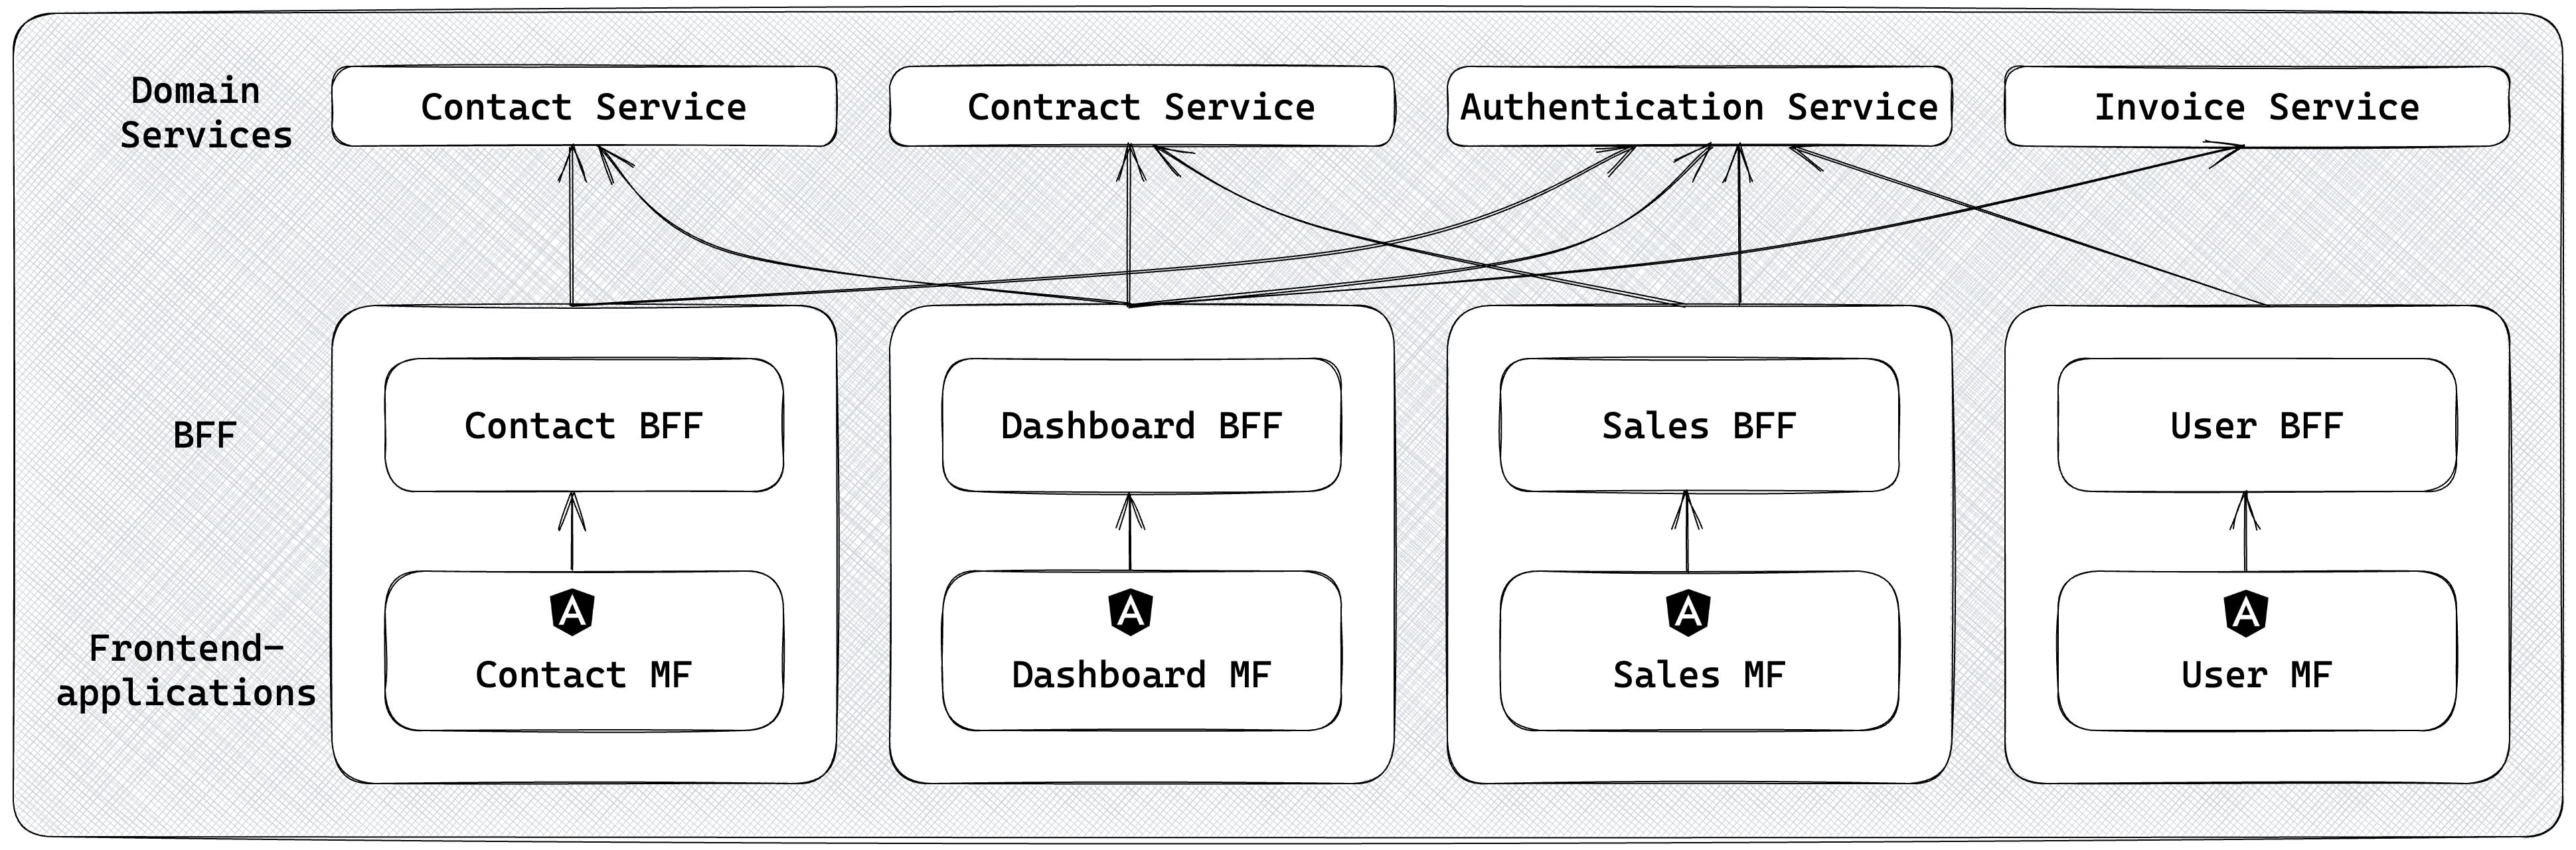 Domain
Services
Contact Service
Contract Service
Authentication Service
Invoice Service
BFF
Contact BFF
Dashboard BFF
Sales BFF
User BFF
Frontend-
applications
Contact MF
Dashboard MF
Sales MF
User MF